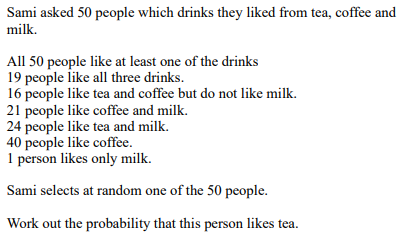 Sami asked 50 people which drinks they liked from tea, coffee and
milk.
All 50 people like at least one of the drinks
19 people like all three drinks.
16 people like tea and coffee but do not like milk.
21 people like coffee and milk.
24 people like tea and milk.
40 people like coffee.
1 person likes only milk.
Sami selects at random one of the 50 people.
Work out the probability that this person likes tea.